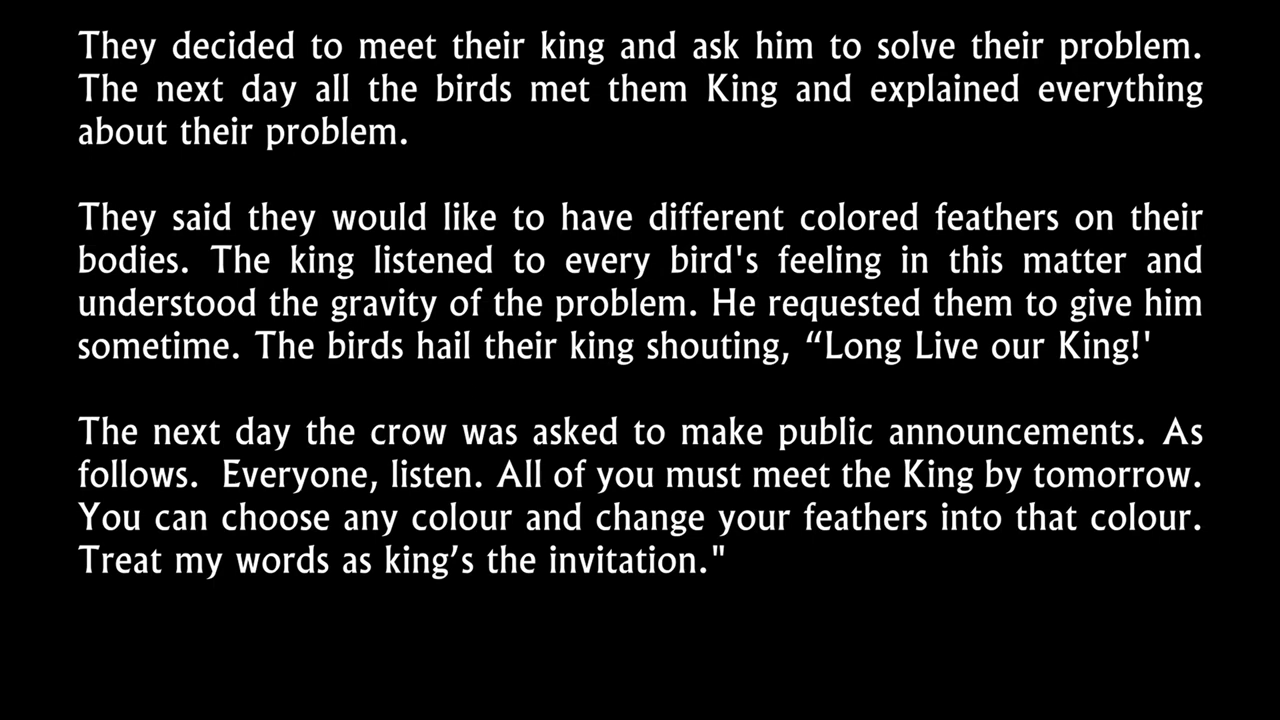 They decided to meet their king and ask him to solve their problem.
The next day all the birds met them King and explained everything
about their problem.
They said they would like to have different colored feathers on their
bodies. The king listened to every bird's feeling in this matter and
understood the gravity of the problem. He requested them to give him
sometime. The birds hail their king shouting, “Long Live our King!'
The next day the crow was asked to make public announcements. As
follows.  Everyone, listen. All of you must meet the King by tomorrow.
You can choose any colour and change your feathers into that colour.
Treat my words as king’s the invitation."